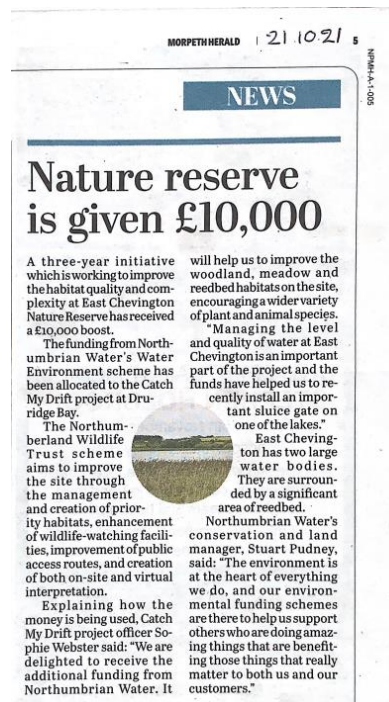 MORPETH HERALD | 21.10.21 5
NPMH-A-1-005
NEWS
Nature reserve
is given £10,000
A three-year initiative
which is working to improve
the habitat quality and com-
plexity at East Chevington
Nature Reserve has received
a £10,000 boost.
The funding from North-
umbrian Water's Water
Environment scheme has
been allocated to the Catch
My Drift project at Dru-
ridge Bay.
The Northum-
berland Wildlife
Trust scheme
aims to improve
the site through
the management
and creation of prior-
ity habitats, enhancement
of wildlife-watching facili-
ties, improvement of public
access routes, and creation
of both on-site and virtual
interpretation.
Explaining how the
money is being used, Catch
My Drift project officer So-
phie Webster said: "We are
delighted to receive the
additional funding from
Northumbrian Water. It
will help us to improve the
woodland, meadow and
reedbed habitats on the site,
encouraging a wider variety
of plant and animal species.
"Managing the level
and quality of water at East
Chevington is an important
part of the project and the
funds have helped us to re-
cently install an impor-
tant sluice gate on
one of the lakes."
East Cheving-
ton has two large
water bodies.
They are surroun-
ded by a significant
area of reedbed.
Northumbrian Water's
conservation and land
manager, Stuart Pudney,
said: "The environment is
at the heart of everything
we do, and our environ-
mental funding schemes
are there to help us support
others who are doing amaz-
ing things that are benefit-
ing those things that really
matter to both us and our
customers."